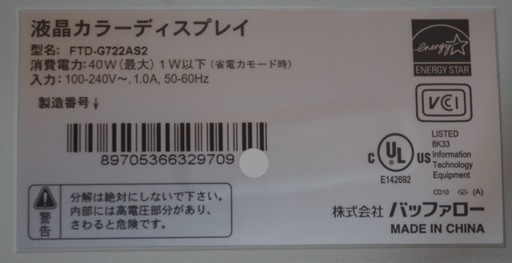 液晶カラーディスプレイ
型名: FTD-G722AS2
消費電力: 40W(最大) 1W以下(省電力モード時)
入力: 100-240V～, 1.0A, 50-60Hz
製造番号↓
89705366329709
警告
分解は絶対にしないで下さい。
内部には高電圧部分があり、
さわると危険です。
energy
ENERGY STAR
VCI
C UL US
LISTED
8K33
Information
Technology
Equipment
E142692
CD10 (A)
株式会社 バッファロー
MADE IN CHINA